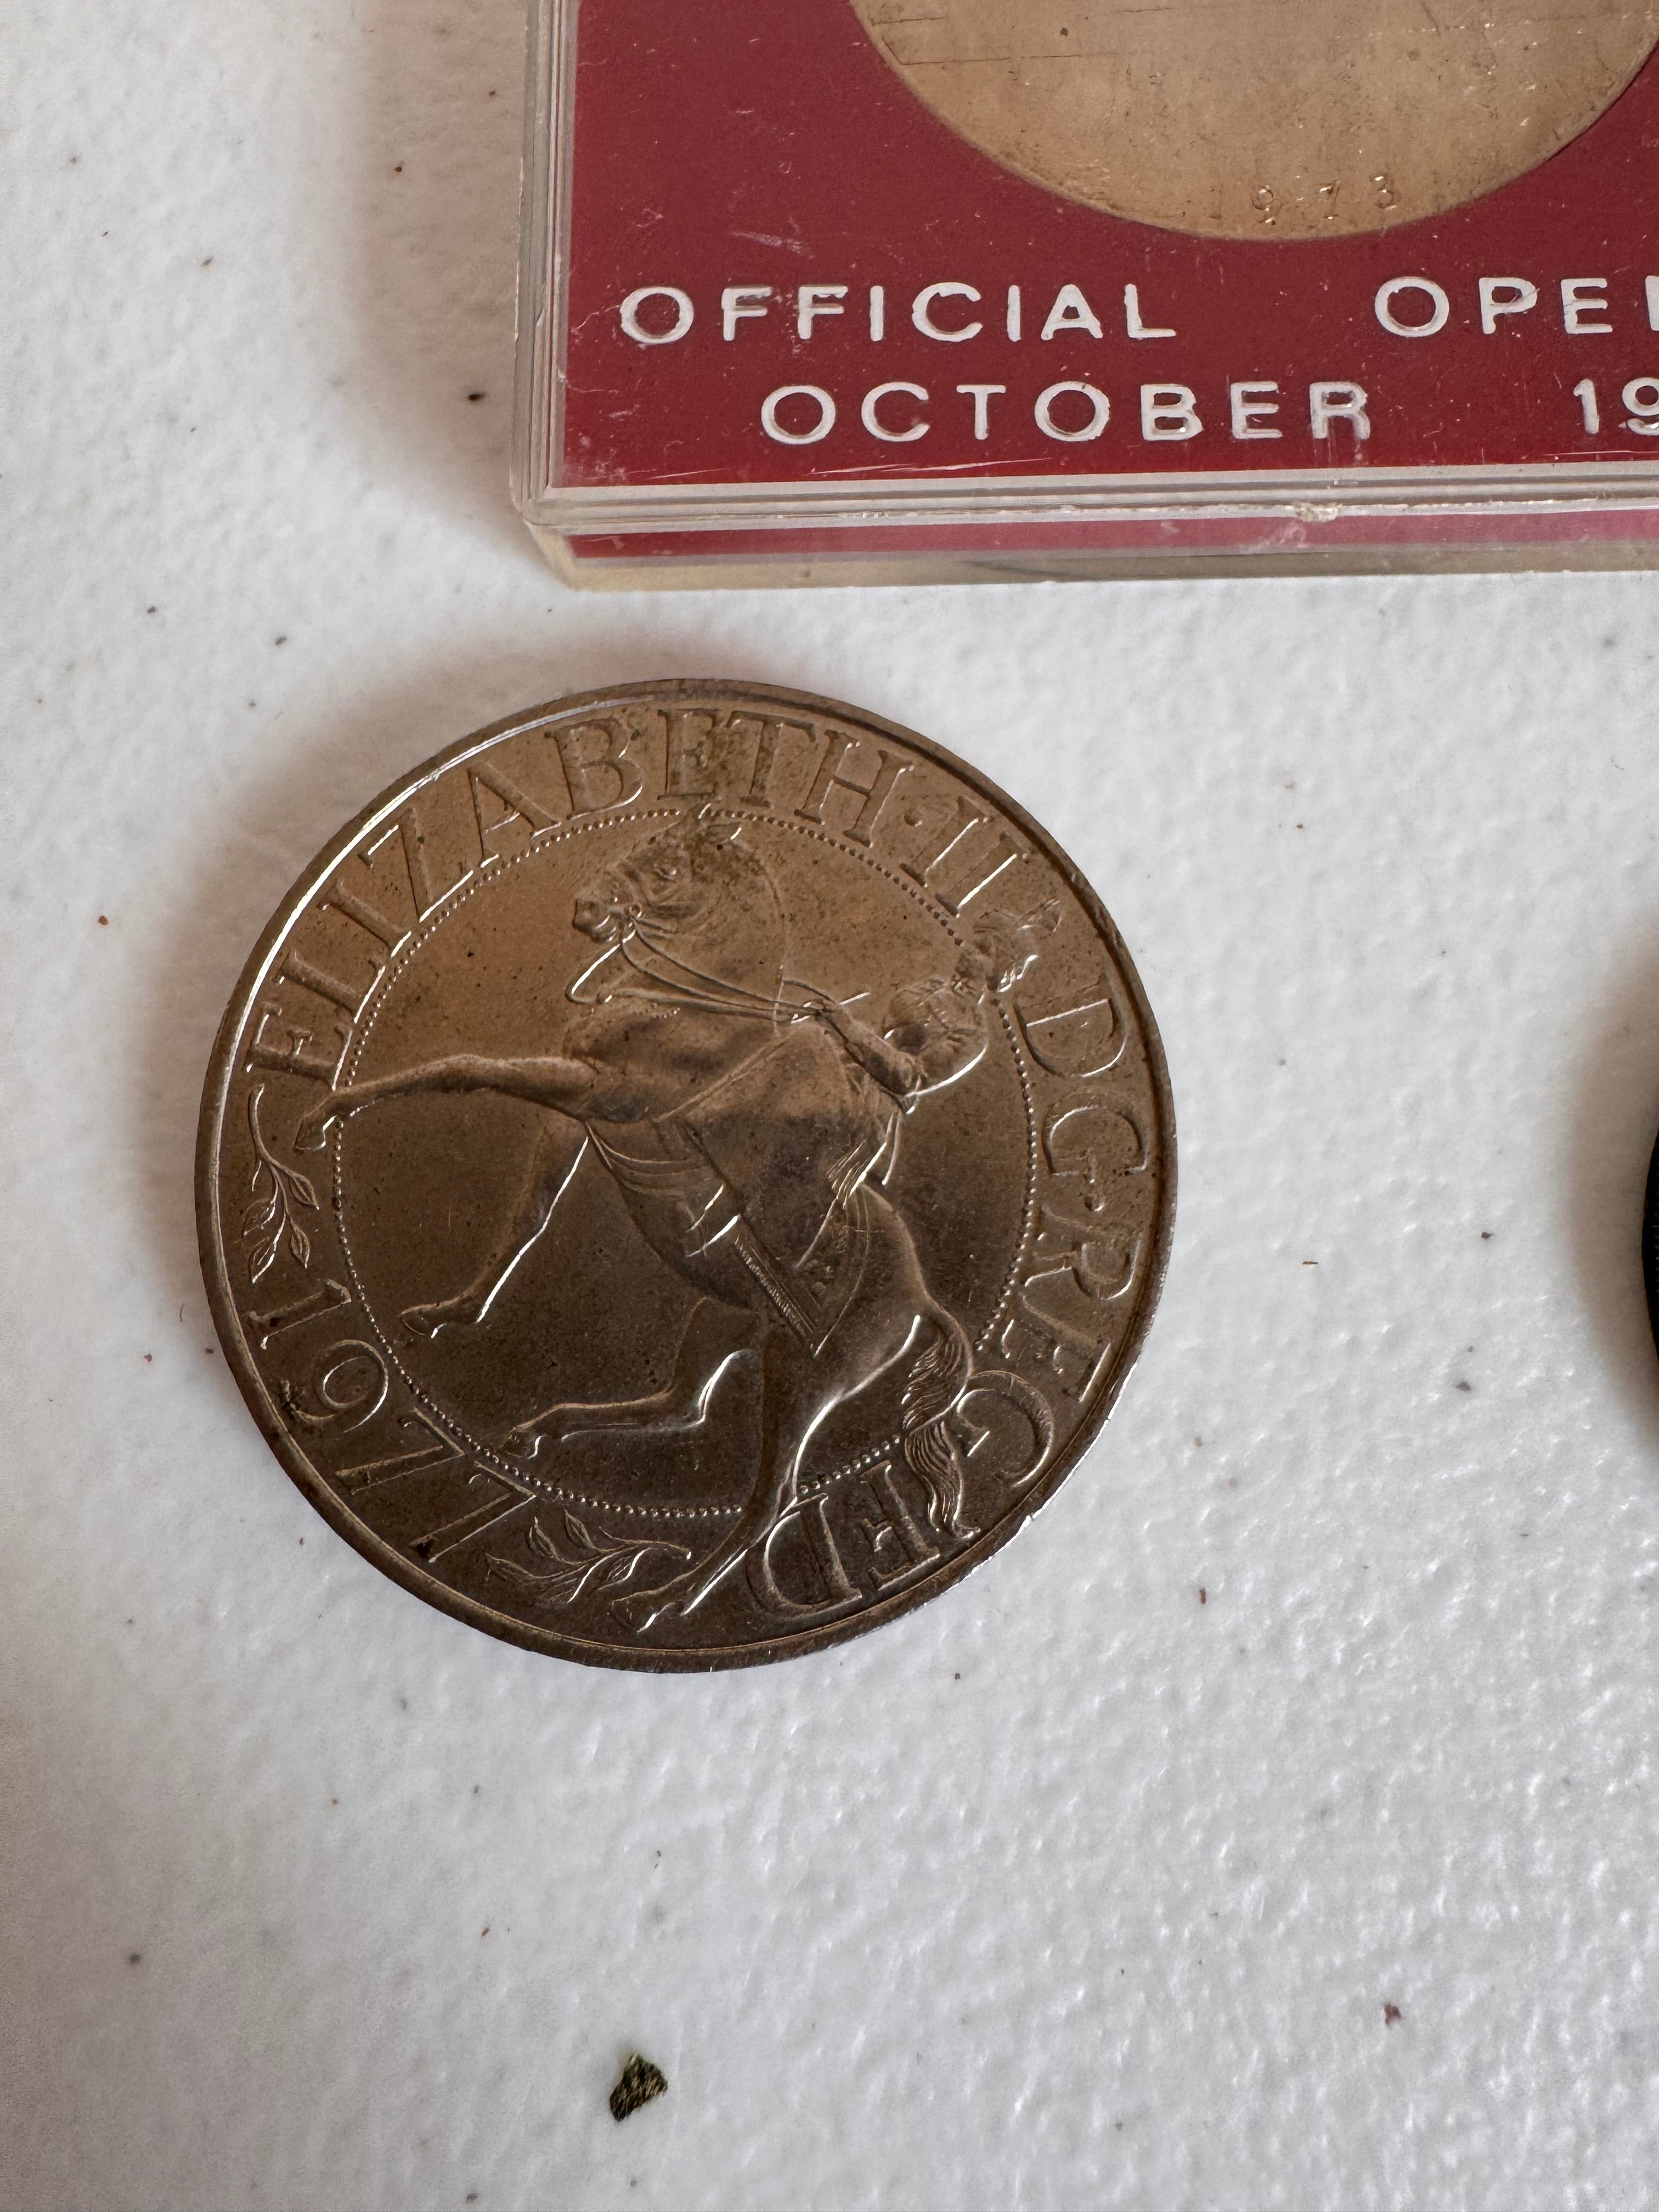 1973
OFFICIAL OPE
OCTOBER 19
ELIZABETH·II D·G·REG F.D 1977